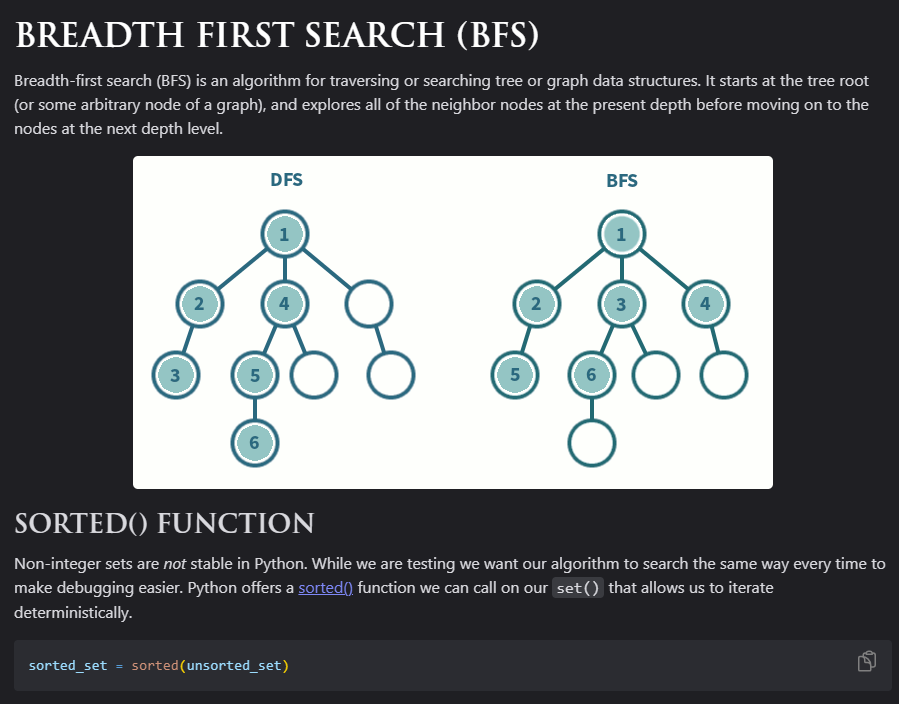 BREADTH FIRST SEARCH (BFS)
Breadth-first search (BFS) is an algorithm for traversing or searching tree or graph data structures. It starts at the tree root
(or some arbitrary node of a graph), and explores all of the neighbor nodes at the present depth before moving on to the
nodes at the next depth level.
DFS
1
2 4
3 5
6
BFS
1
2 3 4
5 6
SORTED() FUNCTION
Non-integer sets are not stable in Python. While we are testing we want our algorithm to search the same way every time to
make debugging easier. Python offers a sorted() function we can call on our set() that allows us to iterate
deterministically.
sorted_set = sorted(unsorted_set)